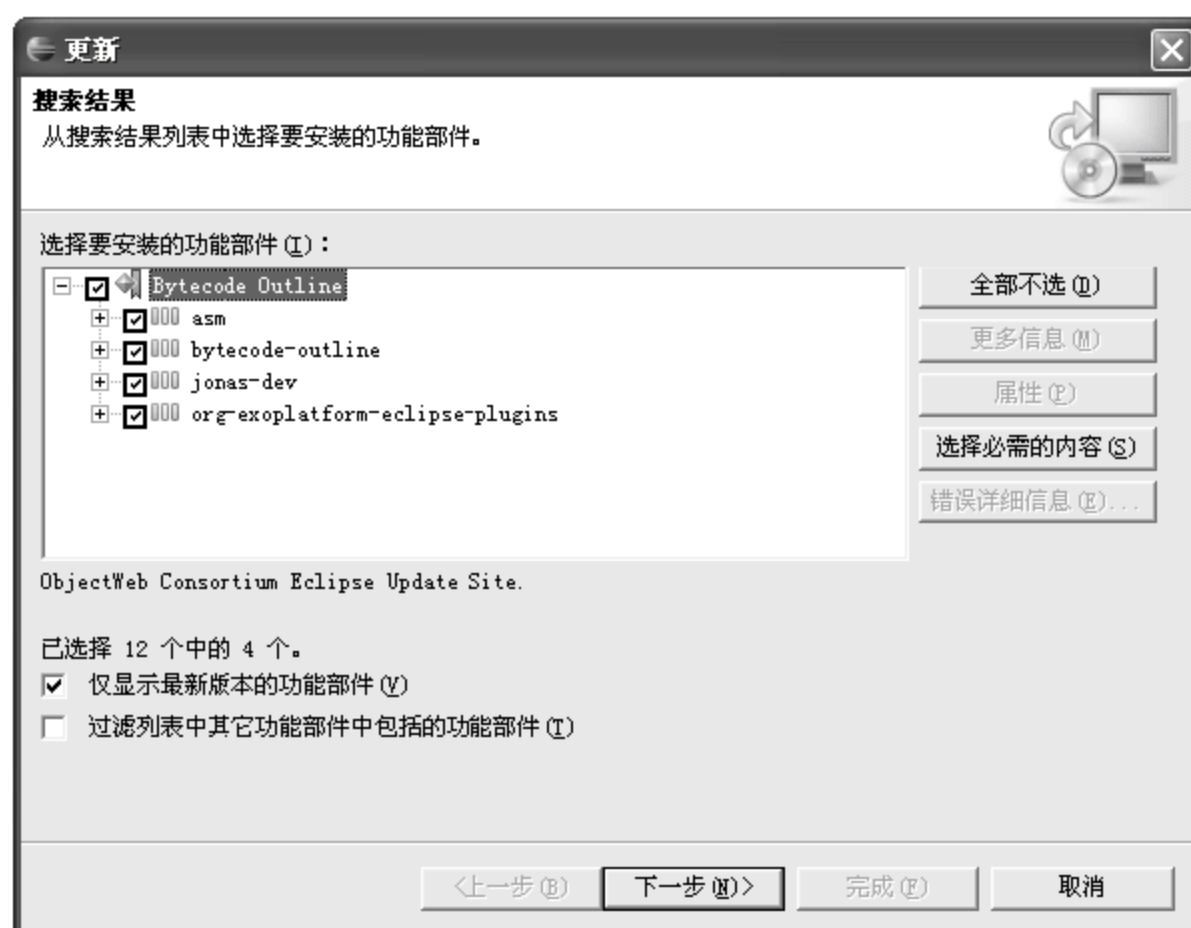 更新
搜索结果
从搜索结果列表中选择要安装的功能部件。
选择要安装的功能部件(I)：
Bytecode Outline
asm
bytecode-outline
jonas-dev
org-exoplatform-eclipse-plugins
全部不选(D)
更多信息(M)
属性(P)
选择必需的内容(S)
错误详细信息(E)...
ObjectWeb Consortium Eclipse Update Site.
已选择 12 个中的 4 个。
仅显示最新版本的功能部件(V)
过滤列表中其它功能部件中包括的功能部件(T)
<上一步(B)
下一步(N)>
完成(F)
取消